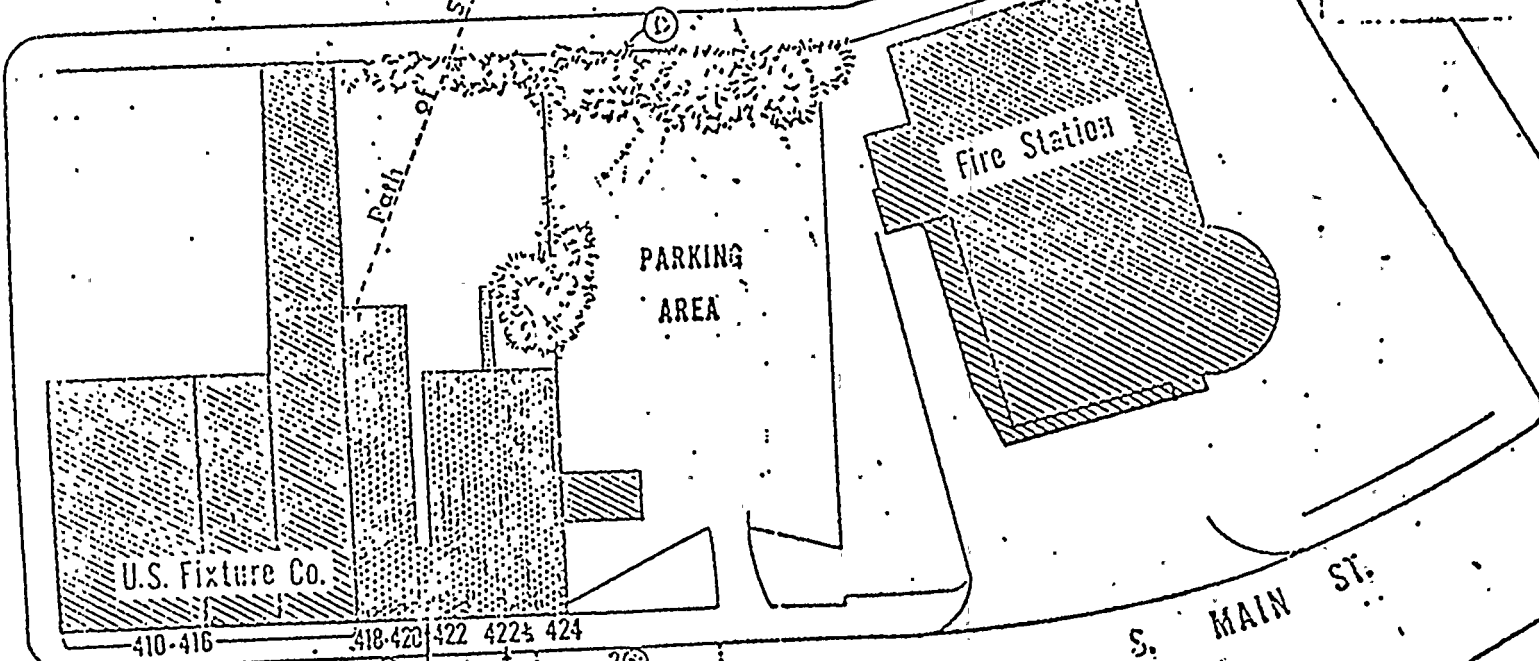 D
Path of
PARKING
AREA
Fire Station
U.S. Fixture Co.
S. MAIN ST.
410-416 418-420 422 422½ 424